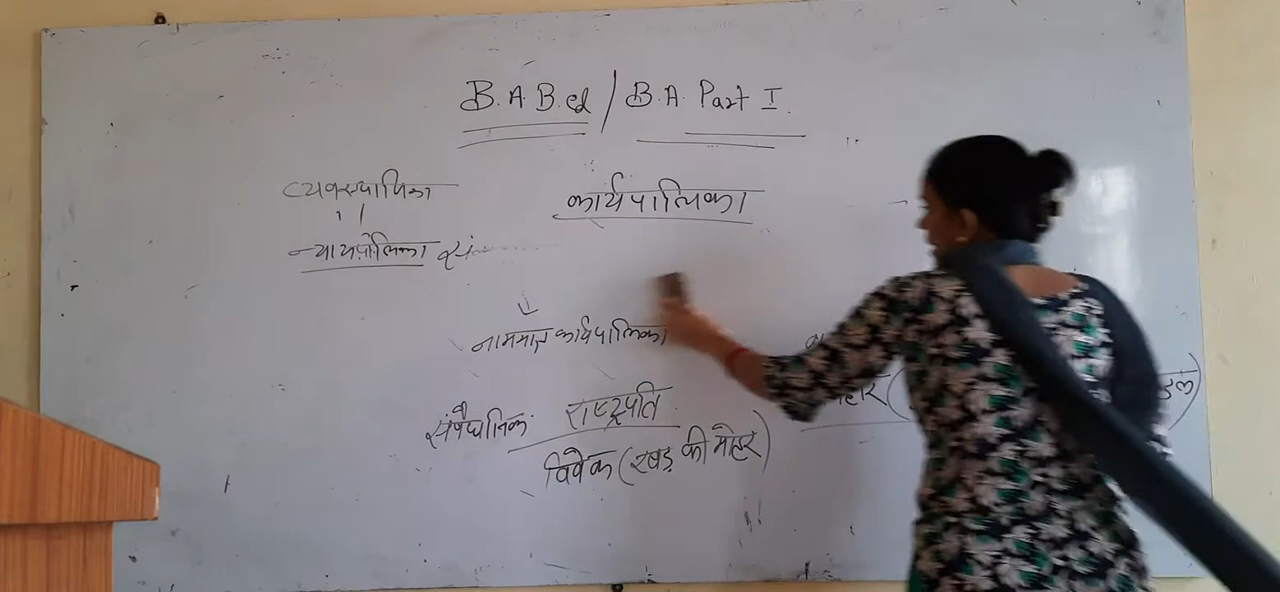 B.A. B.ed / B.A. Part I.
व्यवस्थापिका
कार्यपालिका
न्यायपालिका
नाममात्र कार्यपालिका
संवैधानिक राष्ट्रपति
विवेक (रबड़ की मोहर)